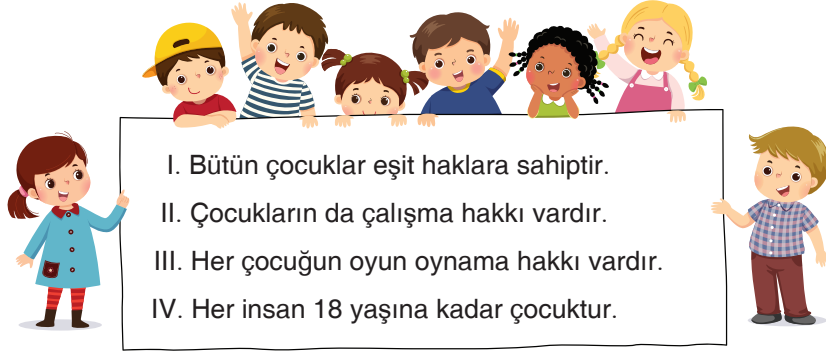 I. Bütün çocuklar eşit haklara sahiptir.
II. Çocukların da çalışma hakkı vardır.
III. Her çocuğun oyun oynama hakkı vardır.
IV. Her insan 18 yaşına kadar çocuktur.